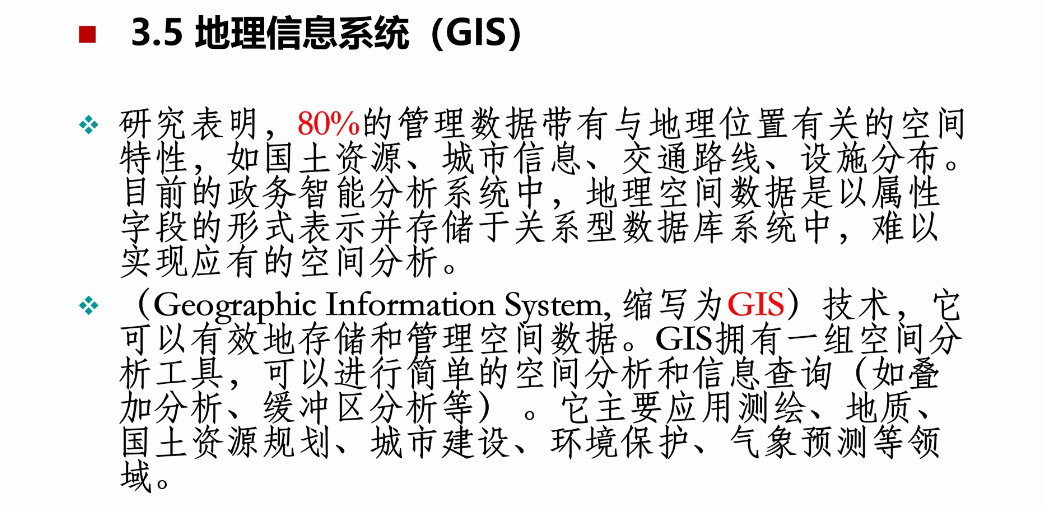 3.5 地理信息系统（GIS）
研究表明，80%的管理数据带有与地理位置有关的空间
特性，如国土资源、城市信息、交通路线、设施分布。
目前的政务智能分析系统中，地理空间数据是以属性
字段的形式表示并存储于关系型数据库系统中，难以
实现应有的空间分析。
（Geographic Information System, 缩写为GIS）技术，它
可以有效地存储和管理空间数据。GIS拥有一组空间分
析工具，可以进行简单的空间分析和信息查询（如叠
加分析、缓冲区分析等）。它主要应用测绘、地质、
国土资源规划、城市建设、环境保护、气象预测等领
域。